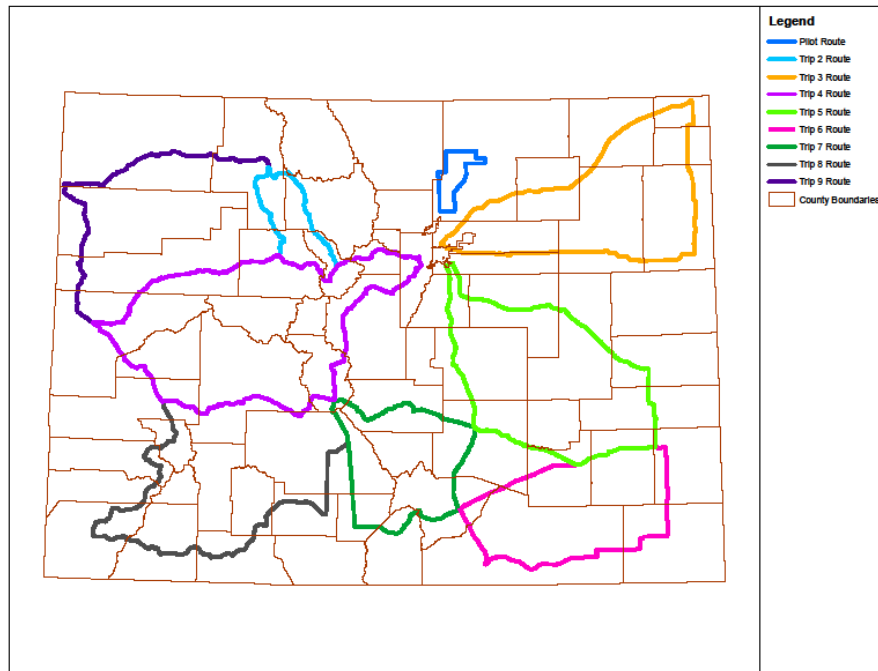 Legend
Pilot Route
Trip 2 Route
Trip 3 Route
Trip 4 Route
Trip 5 Route
Trip 6 Route
Trip 7 Route
Trip 8 Route
Trip 9 Route
County Boundaries